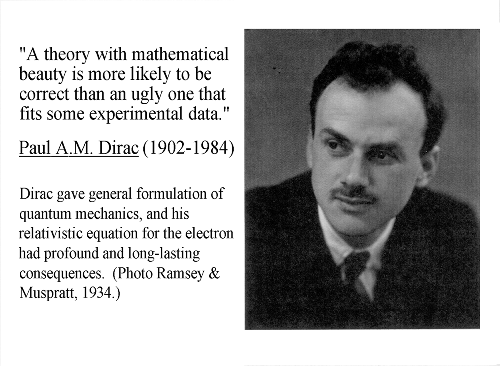 "A theory with mathematical
beauty is more likely to be
correct than an ugly one that
fits some experimental data."
Paul A.M. Dirac (1902-1984)
Dirac gave general formulation of
quantum mechanics, and his
relativistic equation for the electron
had profound and long-lasting
consequences. (Photo Ramsey &
Muspratt, 1934.)